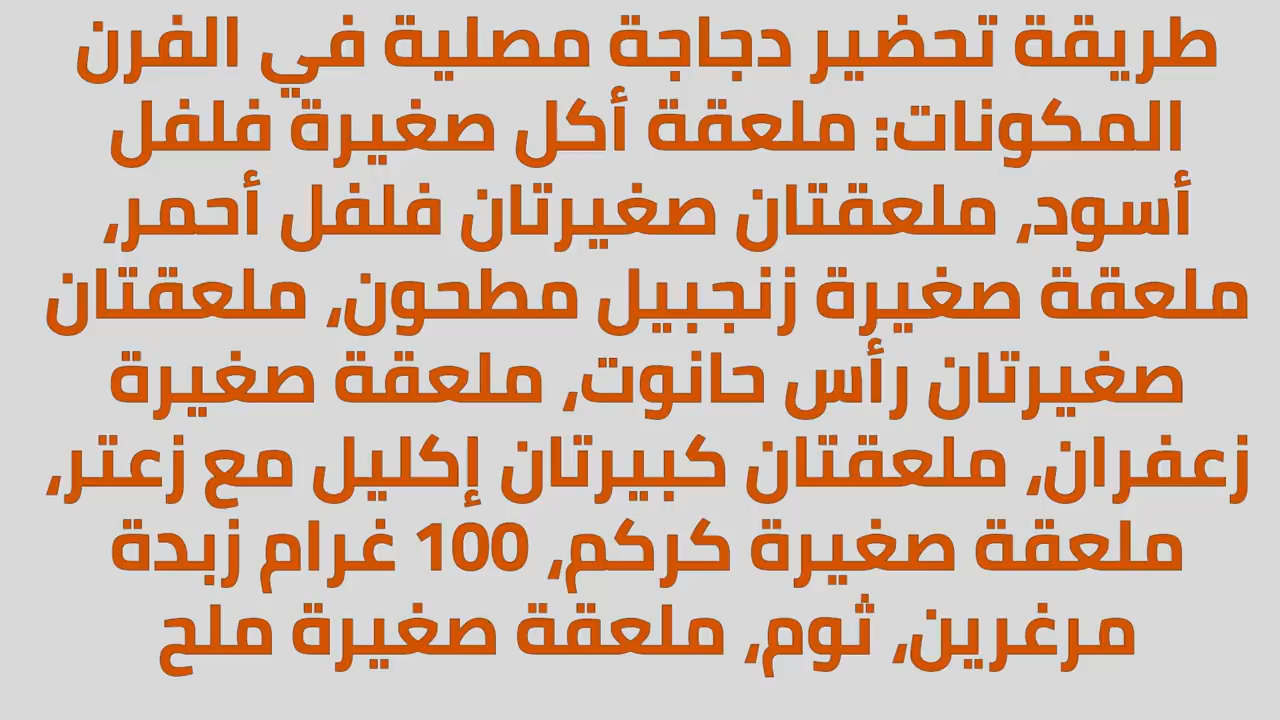 طريقة تحضير دجاجة مصلية في الفرن
المكونات: ملعقة أكل صغيرة فلفل
أسود, ملعقتان صغيرتان فلفل أحمر,
ملعقة صغيرة زنجبيل مطحون, ملعقتان
صغيرتان رأس حانوت, ملعقة صغيرة
زعفران, ملعقتان كبيرتان إكليل مع زعتر,
ملعقة صغيرة كركم, 100 غرام زبدة
مرغرين, ثوم, ملعقة صغيرة ملح